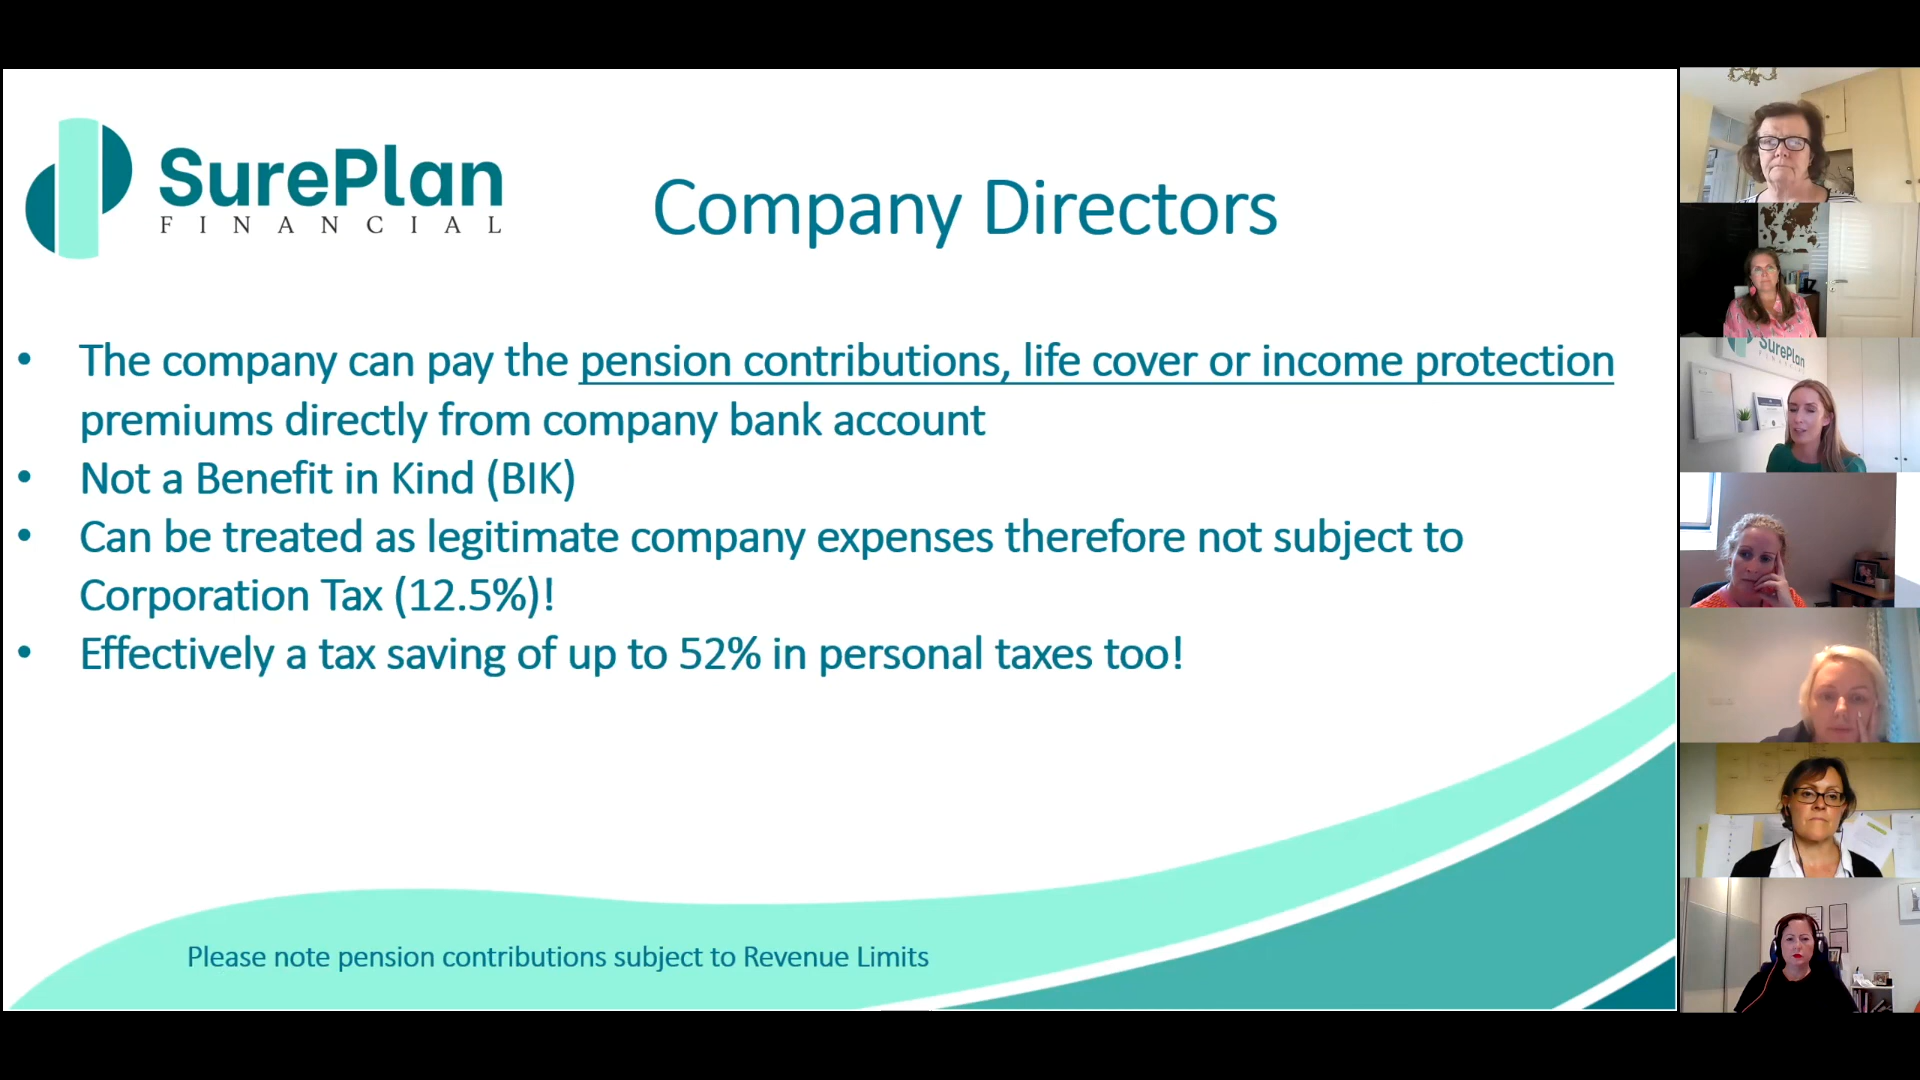 SurePlan
FINANCIAL
Company Directors
• The company can pay the pension contributions, life cover or income protection
premiums directly from company bank account
• Not a Benefit in Kind (BIK)
• Can be treated as legitimate company expenses therefore not subject to
Corporation Tax (12.5%)!
• Effectively a tax saving of up to 52% in personal taxes too!
Please note pension contributions subject to Revenue Limits
SurePlan